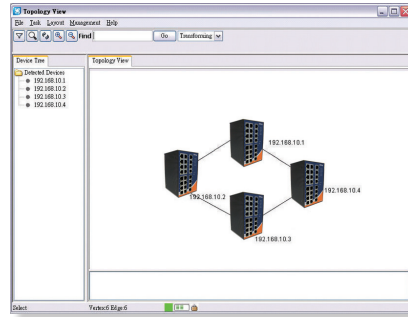 Topology View
File Task Layout Management Help
Find Go Transforming
Device Tree
Topology View
Detected Devices
192.168.10.1
192.168.10.2
192.168.10.3
192.168.10.4
192.168.10.1
192.168.10.2
192.168.10.4
192.168.10.3
Select: Vertex:6 Edge:6